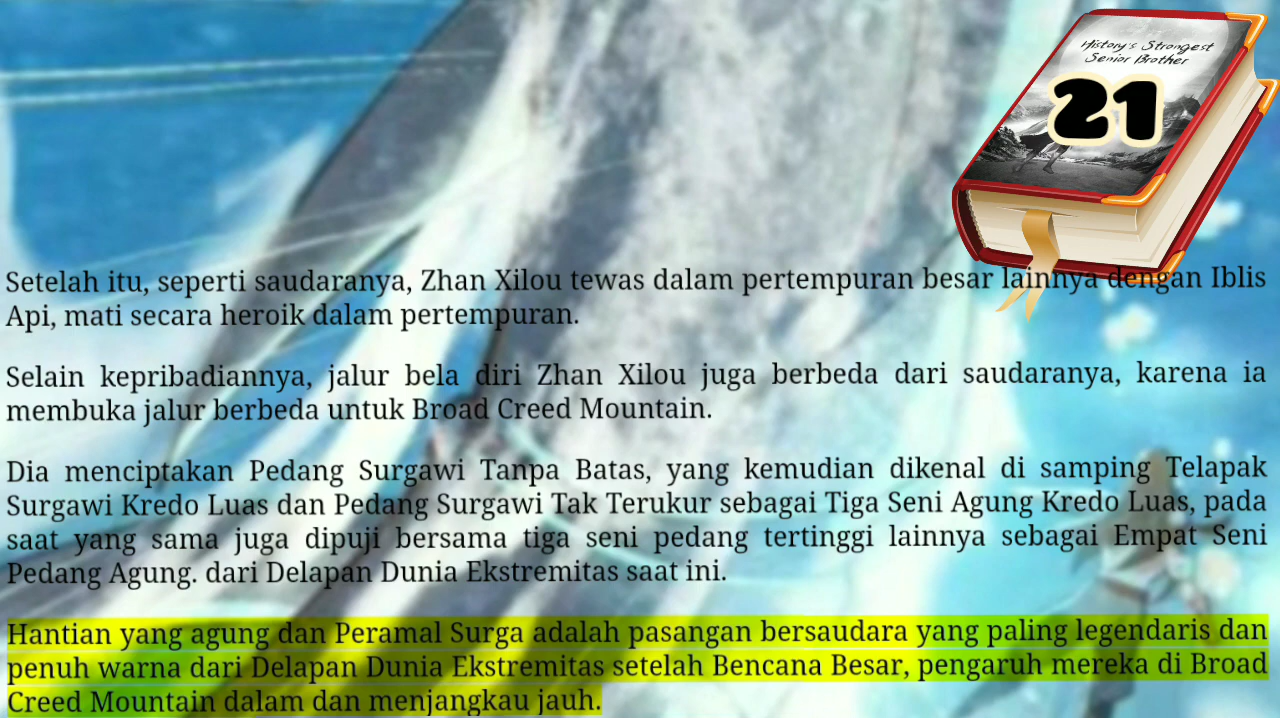 History's Strongest
Senior Brother
21
Setelah itu, seperti saudaranya, Zhan Xilou tewas dalam pertempuran besar lainnya dengan Iblis
Api, mati secara heroik dalam pertempuran.
Selain kepribadiannya, jalur bela diri Zhan Xilou juga berbeda dari saudaranya, karena ia
membuka jalur berbeda untuk Broad Creed Mountain.
Dia menciptakan Pedang Surgawi Tanpa Batas, yang kemudian dikenal di samping Telapak
Surgawi Kredo Luas dan Pedang Surgawi Tak Terukur sebagai Tiga Seni Agung Kredo Luas, pada
saat yang sama juga dipuji bersama tiga seni pedang tertinggi lainnya sebagai Empat Seni
Pedang Agung. dari Delapan Dunia Ekstremitas saat ini.
Hantian yang agung dan Peramal Surga adalah pasangan bersaudara yang paling legendaris dan
penuh warna dari Delapan Dunia Ekstremitas setelah Bencana Besar, pengaruh mereka di Broad
Creed Mountain dalam dan menjangkau jauh.